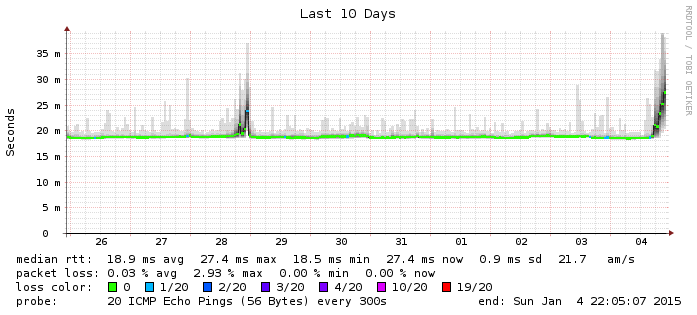 Last 10 Days
RRDTOOL / TOBI OETIKER
Seconds
35 m
30 m
25 m
20 m
15 m
10 m
5 m
0
26 27 28 29 30 31 01 02 03 04
median rtt: 18.9 ms avg 27.4 ms max 18.5 ms min 27.4 ms now 0.9 ms sd 21.7 am/s
packet loss: 0.03 % avg 2.93 % max 0.00 % min 0.00 % now
loss color: 0 1/20 2/20 3/20 4/20 10/20 19/20
probe: 20 ICMP Echo Pings (56 Bytes) every 300s end: Sun Jan 4 22:05:07 2015